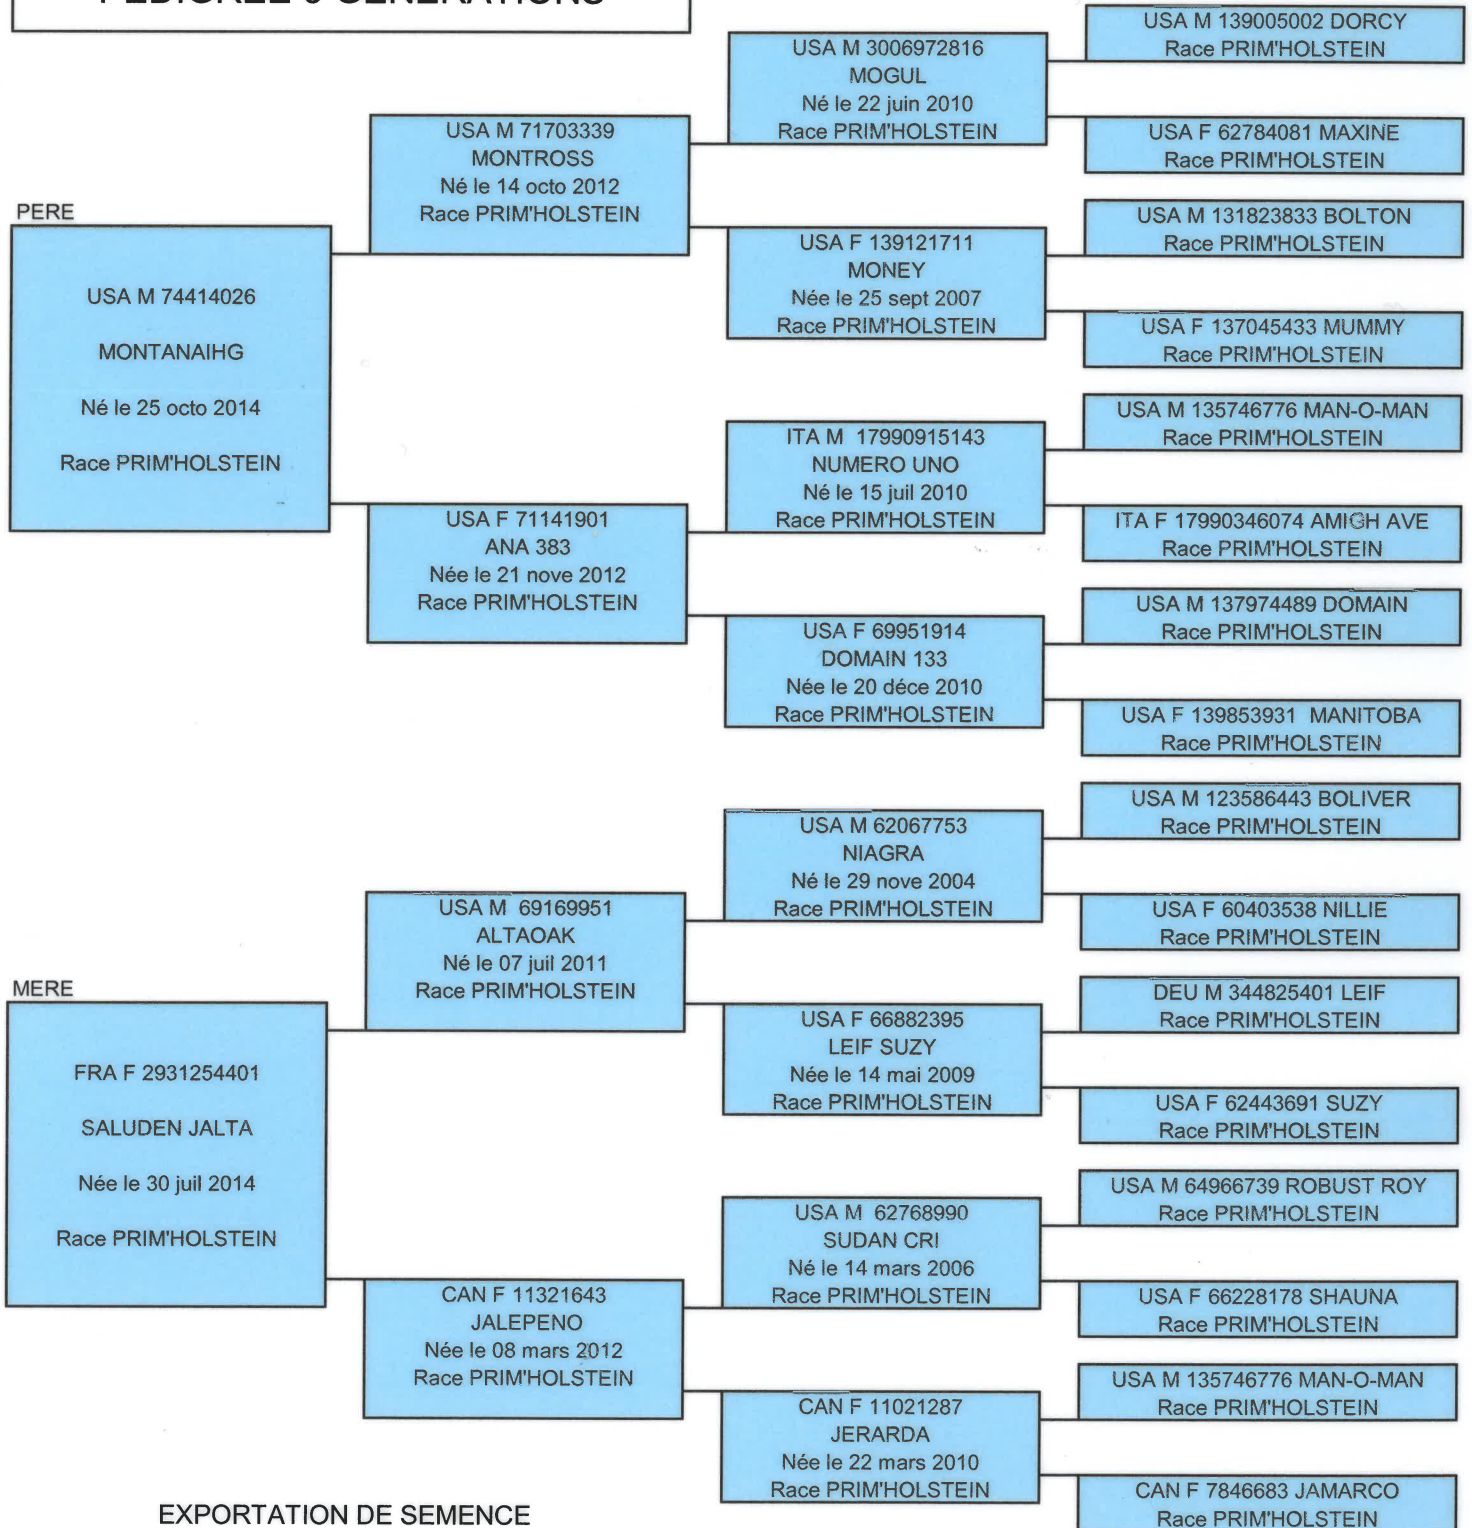 PEDIGREE 5 GENERATIONS
PERE
USA M 74414026
MONTANAIHG
Né le 25 octo 2014
Race PRIM'HOLSTEIN
USA M 71703339
MONTROSS
Né le 14 octo 2012
Race PRIM'HOLSTEIN
USA F 71141901
ANA 383
Née le 21 nove 2012
Race PRIM'HOLSTEIN
USA M 3006972816
MOGUL
Né le 22 juin 2010
Race PRIM'HOLSTEIN
USA F 139121711
MONEY
Née le 25 sept 2007
Race PRIM'HOLSTEIN
ITA M 17990915143
NUMERO UNO
Né le 15 juil 2010
Race PRIM'HOLSTEIN
USA F 69951914
DOMAIN 133
Née le 20 déce 2010
Race PRIM'HOLSTEIN
USA M 139005002 DORCY
Race PRIM'HOLSTEIN
USA F 62784081 MAXINE
Race PRIM'HOLSTEIN
USA M 131823833 BOLTON
Race PRIM'HOLSTEIN
USA F 137045433 MUMMY
Race PRIM'HOLSTEIN
USA M 135746776 MAN-O-MAN
Race PRIM'HOLSTEIN
ITA F 17990346074 AMIGH AVE
Race PRIM'HOLSTEIN
USA M 137974489 DOMAIN
Race PRIM'HOLSTEIN
USA F 139853931 MANITOBA
Race PRIM'HOLSTEIN
MERE
FRA F 2931254401
SALUDEN JALTA
Née le 30 juil 2014
Race PRIM'HOLSTEIN
USA M 69169951
ALTAOAK
Né le 07 juil 2011
Race PRIM'HOLSTEIN
CAN F 11321643
JALEPENO
Née le 08 mars 2012
Race PRIM'HOLSTEIN
USA M 62067753
NIAGRA
Né le 29 nove 2004
Race PRIM'HOLSTEIN
USA F 66882395
LEIF SUZY
Née le 14 mai 2009
Race PRIM'HOLSTEIN
USA M 62768990
SUDAN CRI
Né le 14 mars 2006
Race PRIM'HOLSTEIN
CAN F 11021287
JERARDA
Née le 22 mars 2010
Race PRIM'HOLSTEIN
USA M 123586443 BOLIVER
Race PRIM'HOLSTEIN
USA F 60403538 NILLIE
Race PRIM'HOLSTEIN
DEU M 344825401 LEIF
Race PRIM'HOLSTEIN
USA F 62443691 SUZY
Race PRIM'HOLSTEIN
USA M 64966739 ROBUST ROY
Race PRIM'HOLSTEIN
USA F 66228178 SHAUNA
Race PRIM'HOLSTEIN
USA M 135746776 MAN-O-MAN
Race PRIM'HOLSTEIN
CAN F 7846683 JAMARCO
Race PRIM'HOLSTEIN
EXPORTATION DE SEMENCE